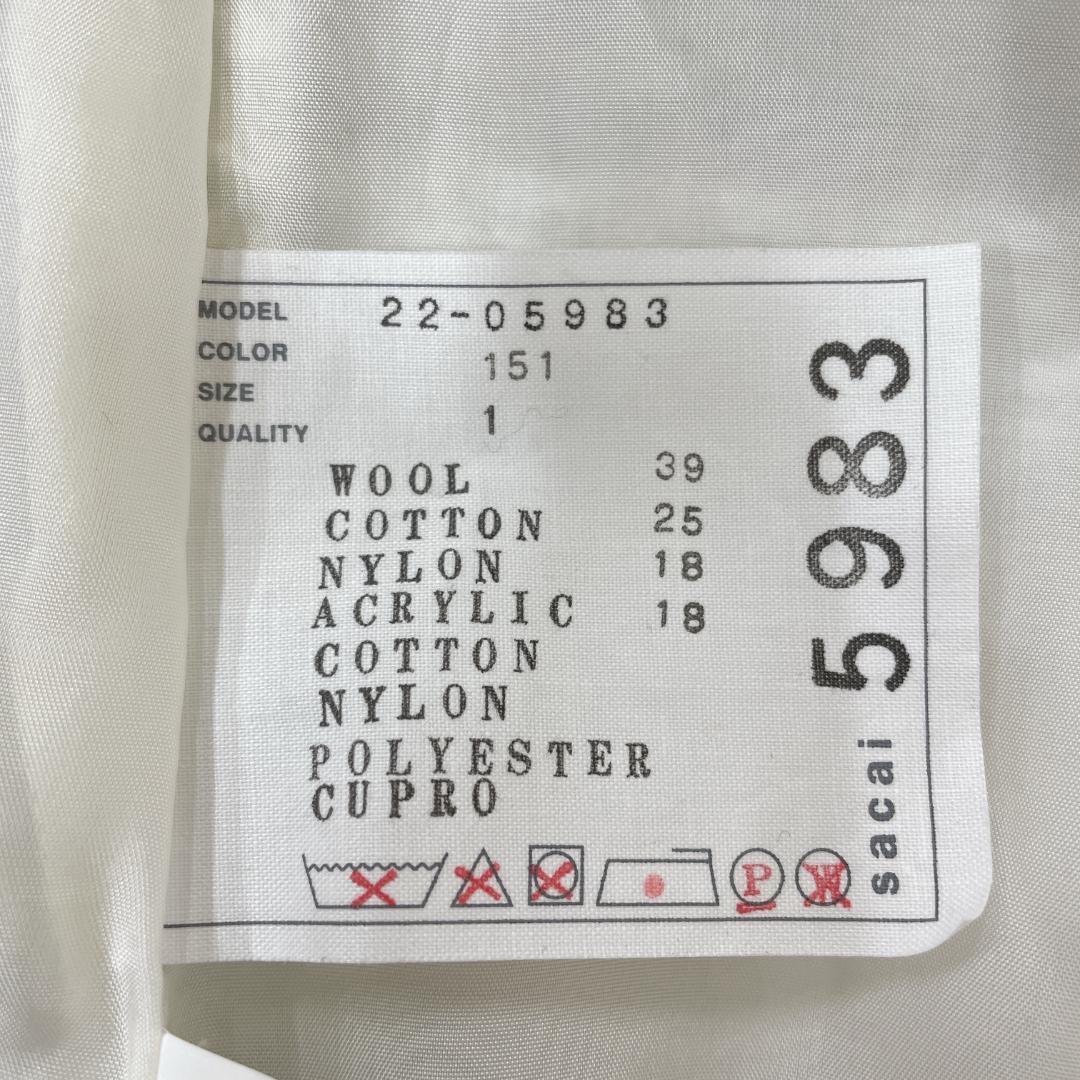 MODEL 22-05983
COLOR 151
SIZE 1
QUALITY
WOOL 39
COTTON 25
NYLON 18
ACRYLIC 18
COTTON
NYLON
POLYESTER
CUPRO
P W
sacai 5983